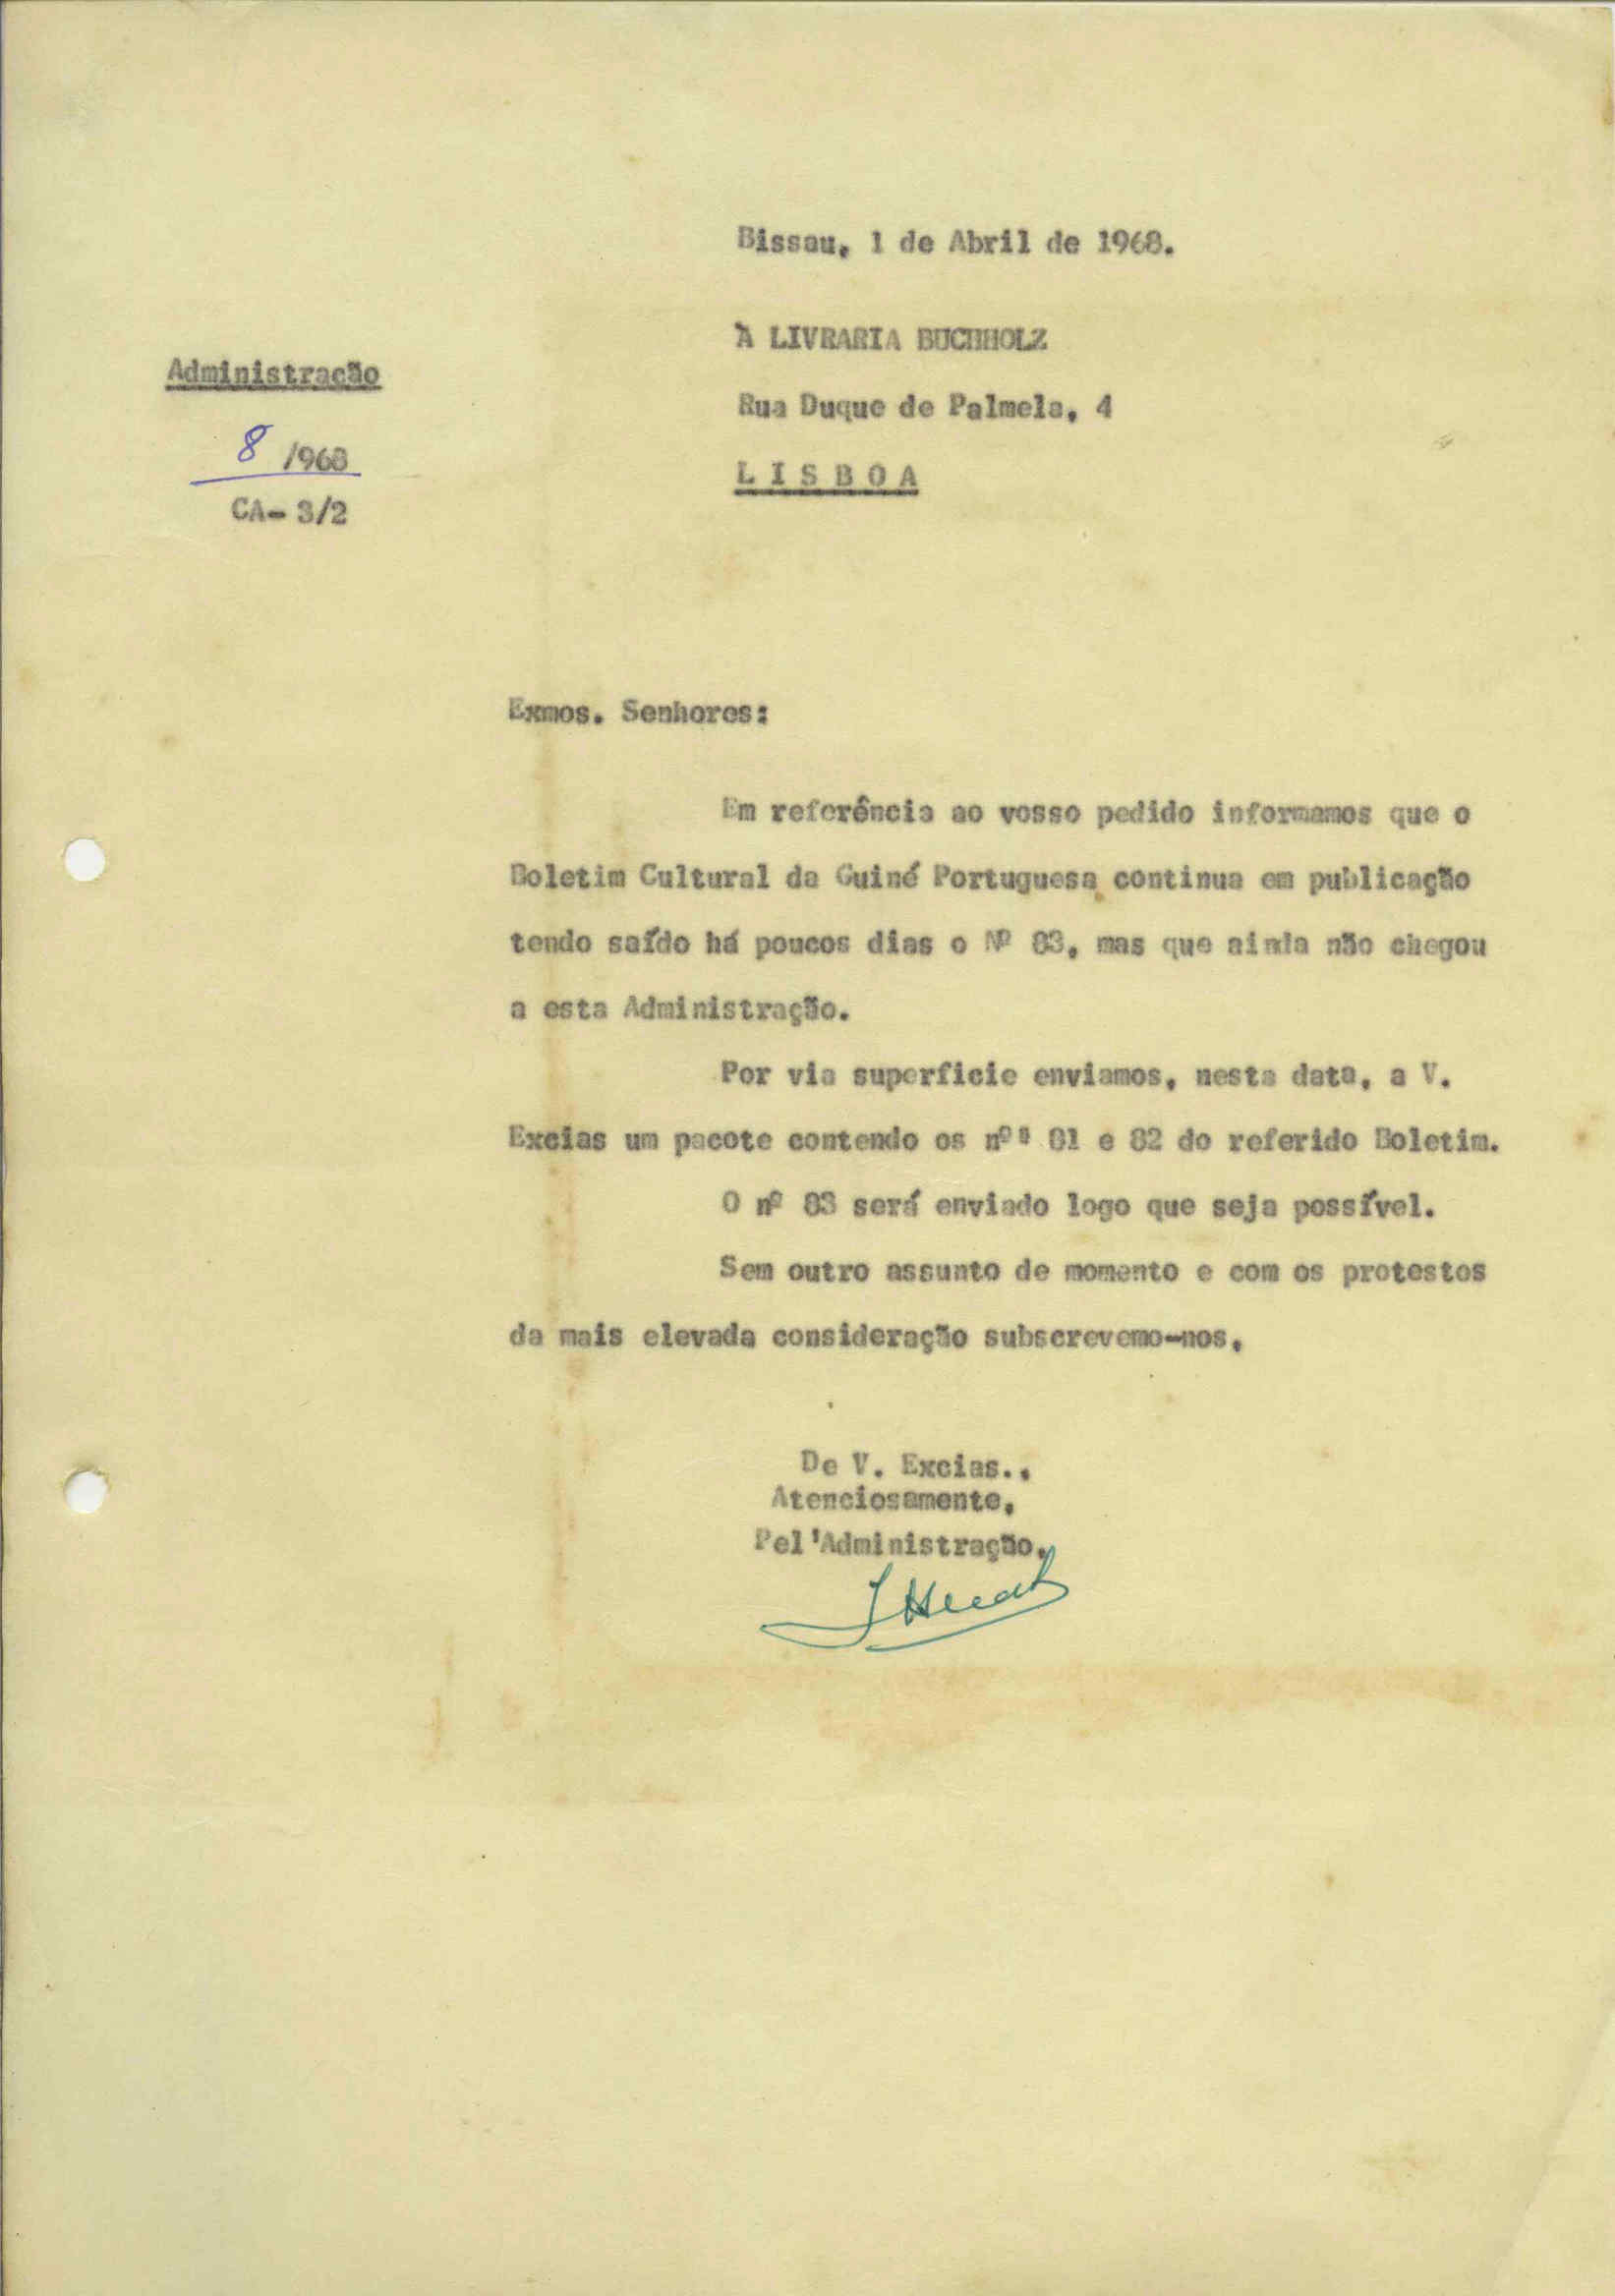 Bissau, 1 de Abril de 1968.
À LIVRARIA BUCHHOLZ
Administração
Rua Duque de Palmela, 4
8 /968
LISBOA
CA- 3/2
Exmos. Senhores:
Em referência ao vosso pedido informamos que o
Boletim Cultural da Guiné Portuguesa continua em publicação
tendo saído há poucos dias o Nº 83, mas que ainda não chegou
a esta Administração.
Por via superficie enviamos, nesta data, a V.
Excias um pacote contendo os nºs 81 e 82 do referido Boletim.
O nº 83 será enviado logo que seja possível.
Sem outro assunto de momento e com os protestos
da mais elevada consideração subscrevemo-nos,
De V. Excias.,
Atenciosamente,
Pel'Administração,